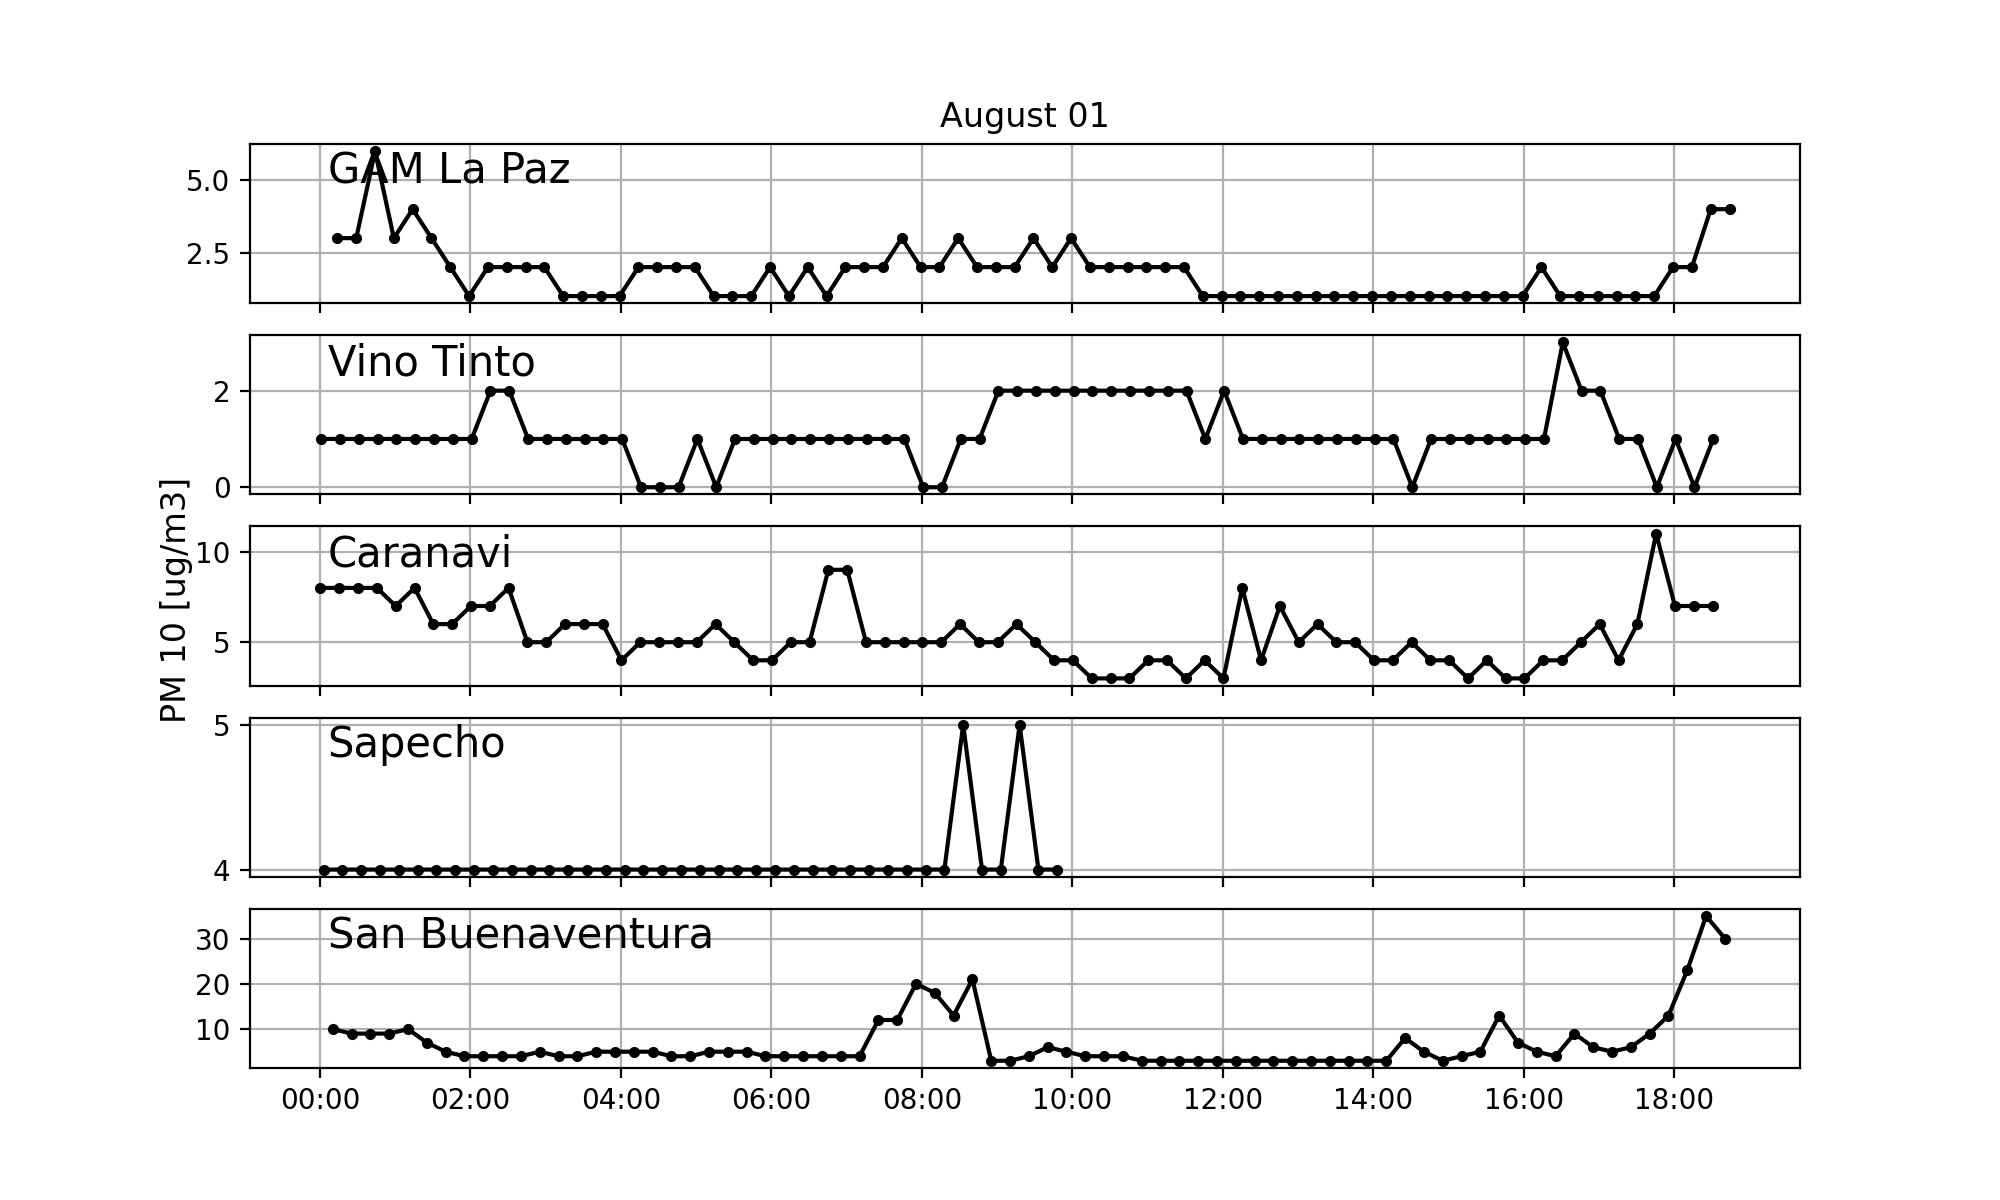 August 01
GAM La Paz
5.0
2.5
Vino Tinto
2
0
PM 10 [ug/m3]
Caranavi
10
5
Sapecho
5
4
San Buenaventura
30
20
10
00:00 02:00 04:00 06:00 08:00 10:00 12:00 14:00 16:00 18:00